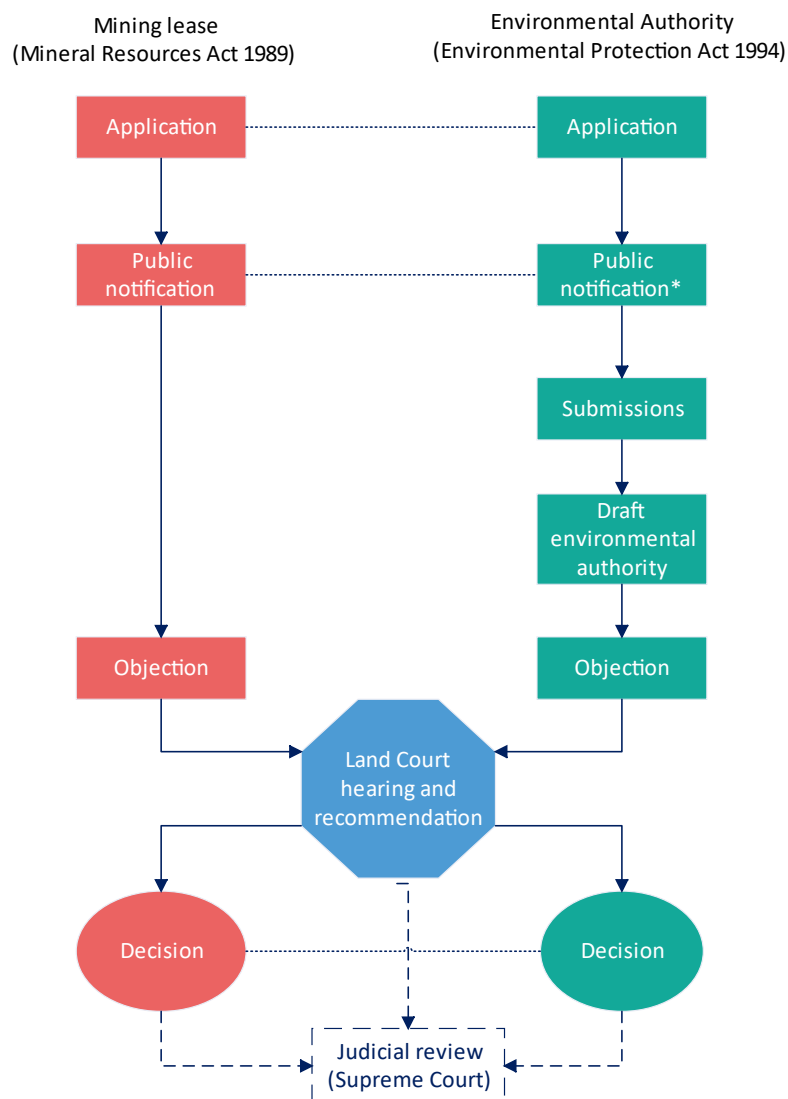 Mining lease
(Mineral Resources Act 1989)
Environmental Authority
(Environmental Protection Act 1994)
Application
Application
Public
notification
Public
notification*
Submissions
Draft
environmental
authority
Objection
Objection
Land Court
hearing and
recommendation
Decision
Decision
Judicial review
(Supreme Court)